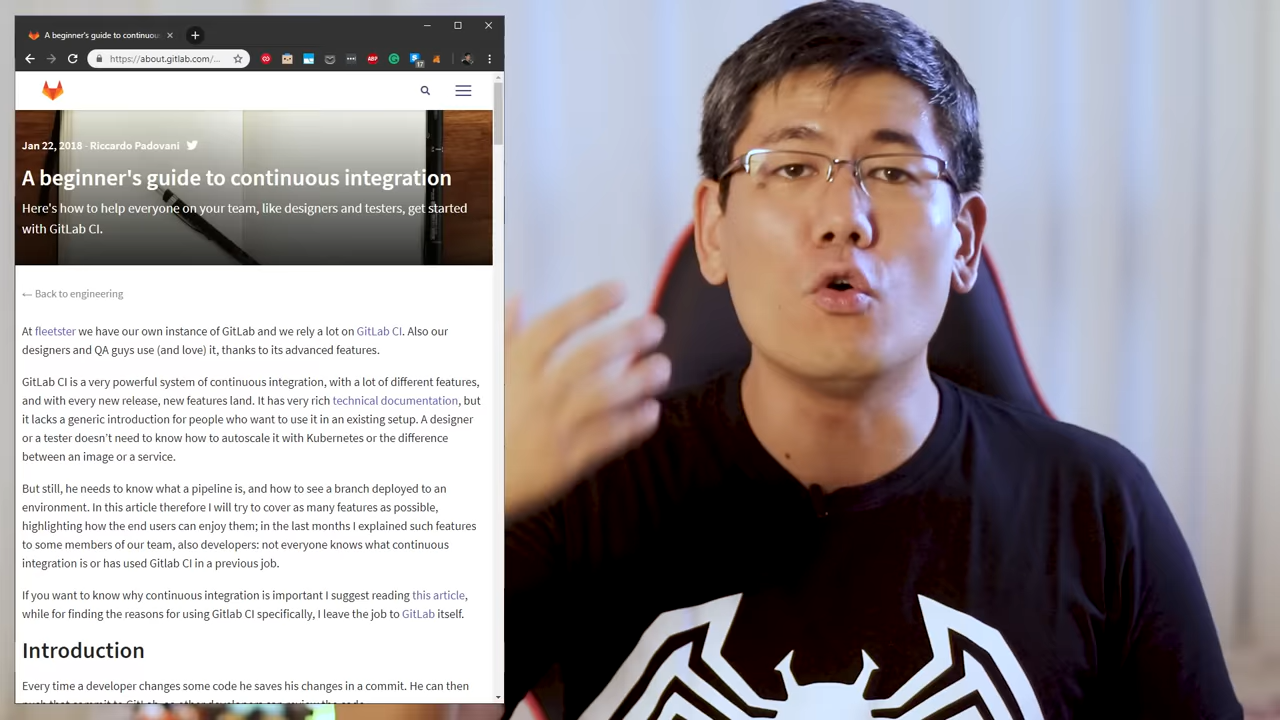 A beginner's guide to continuou
https://about.gitlab.com/...
ABP
17
Jan 22, 2018 · Riccardo Padovani
A beginner's guide to continuous integration
Here's how to help everyone on your team, like designers and testers, get started
with GitLab CI.
← Back to engineering
At fleetster we have our own instance of GitLab and we rely a lot on GitLab CI. Also our
designers and QA guys use (and love) it, thanks to its advanced features.
GitLab CI is a very powerful system of continuous integration, with a lot of different features,
and with every new release, new features land. It has very rich technical documentation, but
it lacks a generic introduction for people who want to use it in an existing setup. A designer
or a tester doesn't need to know how to autoscale it with Kubernetes or the difference
between an image or a service.
But still, he needs to know what a pipeline is, and how to see a branch deployed to an
environment. In this article therefore I will try to cover as many features as possible,
highlighting how the end users can enjoy them; in the last months I explained such features
to some members of our team, also developers: not everyone knows what continuous
integration is or has used Gitlab CI in a previous job.
If you want to know why continuous integration is important I suggest reading this article,
while for finding the reasons for using Gitlab CI specifically, I leave the job to GitLab itself.
Introduction
Every time a developer changes some code he saves his changes in a commit. He can then